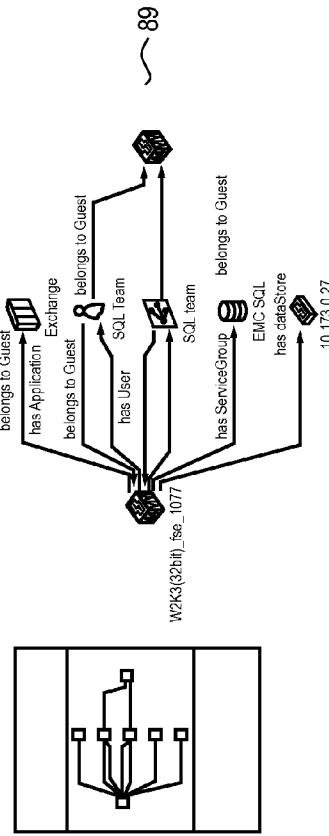 89
belongs to Guest
Exchange
has Application
belongs to Guest
belongs to Guest
SQL Team
has User
SQL team
has ServiceGroup
belongs to Guest
EMC SQL
has dataStore
10.173.0.27
W2K3(32bit)_fse_1077